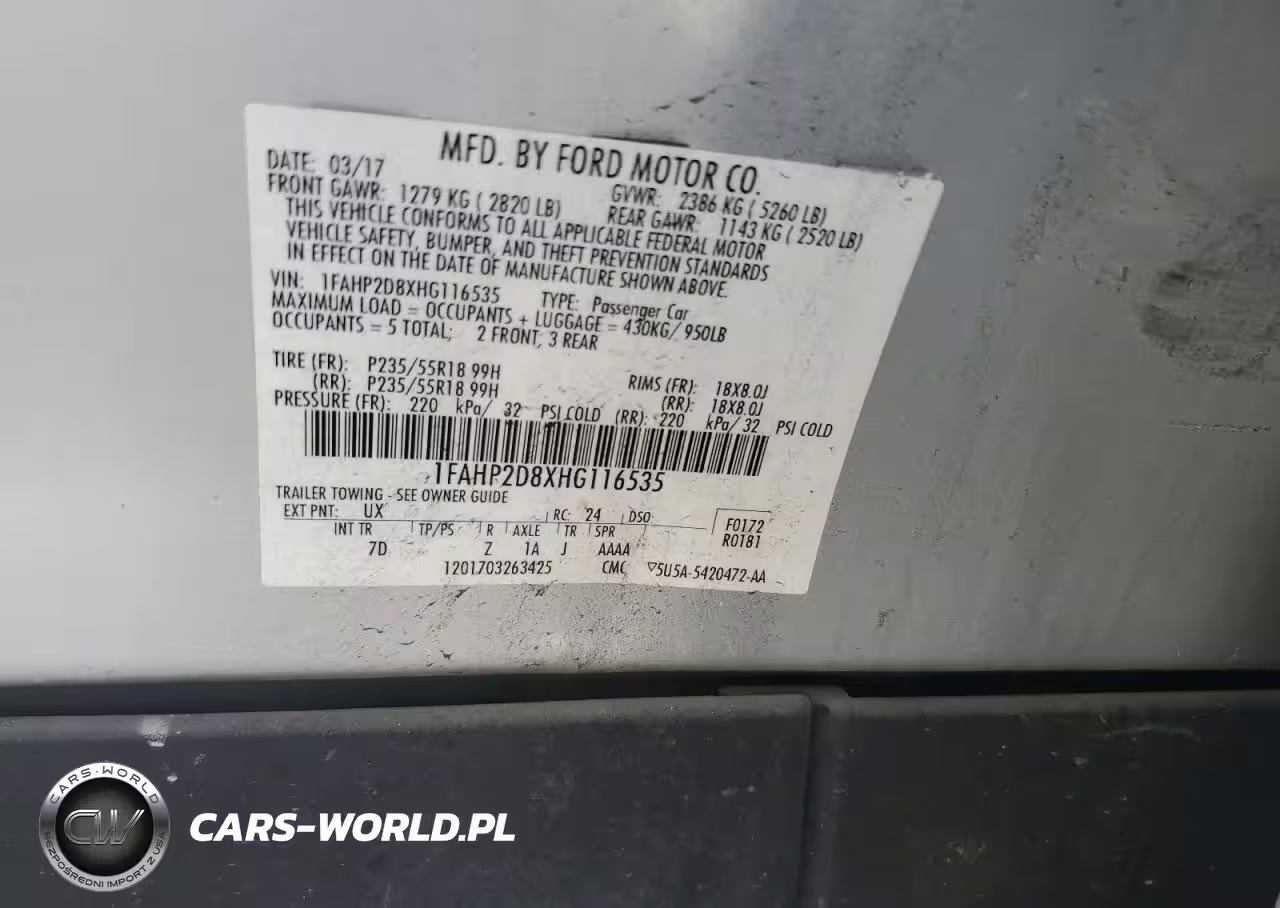 MFD. BY FORD MOTOR CO.
DATE: 03/17
GVWR: 2386 KG ( 5260 LB)
FRONT GAWR: 1279 KG ( 2820 LB)
REAR GAWR: 1143 KG ( 2520 LB)
THIS VEHICLE CONFORMS TO ALL APPLICABLE FEDERAL MOTOR
VEHICLE SAFETY, BUMPER, AND THEFT PREVENTION STANDARDS
IN EFFECT ON THE DATE OF MANUFACTURE SHOWN ABOVE.
VIN: 1FAHP2D8XHG116535 TYPE: Passenger Car
MAXIMUM LOAD = OCCUPANTS + LUGGAGE = 430KG/ 950LB
OCCUPANTS = 5 TOTAL; 2 FRONT, 3 REAR
TIRE (FR): P235/55R18 99H RIMS (FR): 18X8.0J
(RR): P235/55R18 99H (RR): 18X8.0J
PRESSURE (FR): 220 kPa/ 32 PSI COLD (RR): 220 kPa/ 32 PSI COLD
1FAHP2D8XHG116535
TRAILER TOWING - SEE OWNER GUIDE
EXT PNT: UX RC: 24 DSO
F0172
INT TR TP/PS R AXLE TR SPR
R0181
7D Z 1A J AAAA
1201703263425 CMC ▽5U5A-5420472-AA
CARS-WORLD
CW
BEZPOŚREDNI IMPORT Z USA
CARS-WORLD.PL